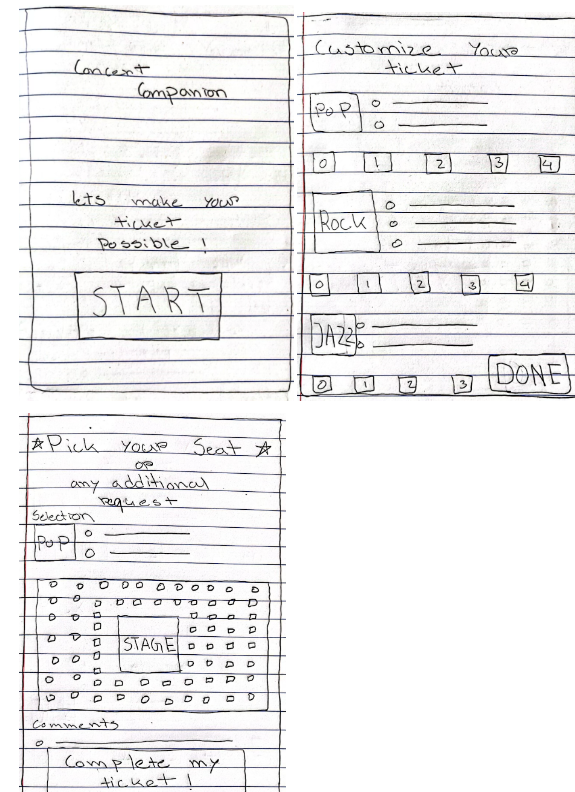 Concert
Companion
lets make your
ticket
possible !
START
Customize Your
ticket
POP
0 1 2 3 4
ROCK
0 1 2 3 4
JAZZ
0 1 2 3
DONE
☆Pick your Seat ☆
or
any additional
request
Selection
POP
STAGE
Comments
Complete my
ticket !